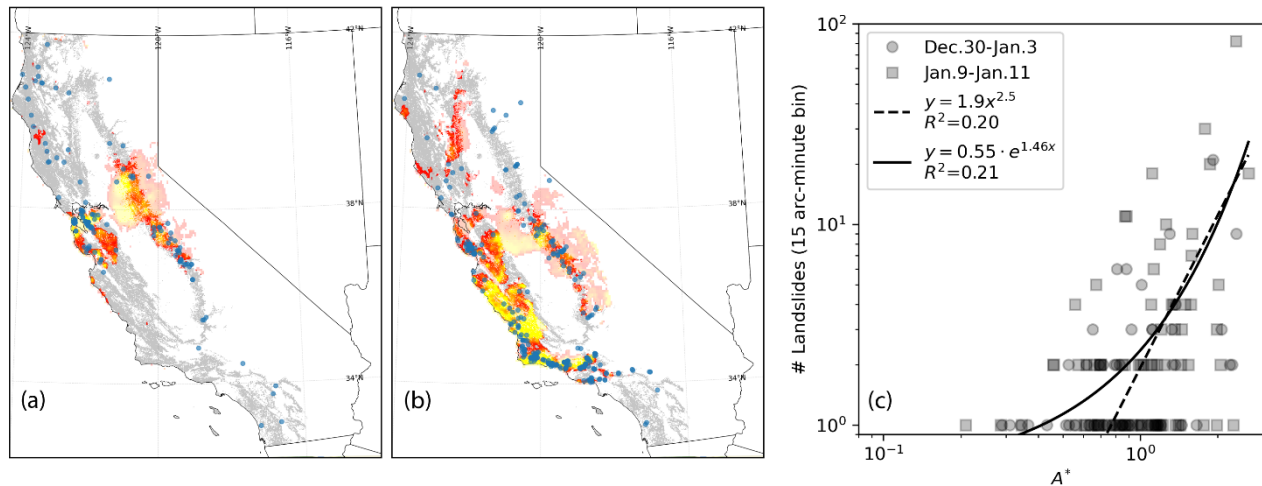 124°W
120°W
116°W
42°N
38°N
34°N
(a)
124°W
120°W
116°W
42°N
38°N
34°N
(b)
# Landslides (15 arc-minute bin)
10²
10¹
10⁰
Dec.30-Jan.3
Jan.9-Jan.11
y = 1.9x^{2.5}
R²=0.20
y = 0.55 · e^{1.46x}
R²=0.21
(c)
10⁻¹
10⁰
A*